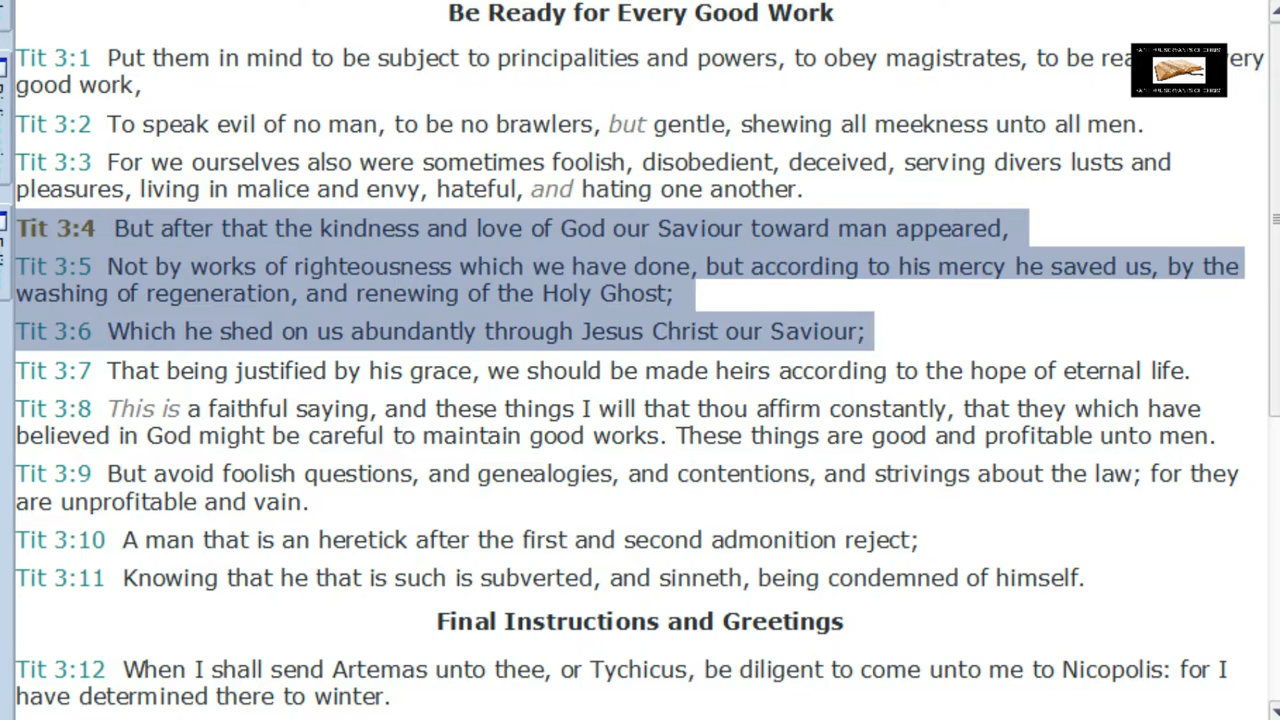 Be Ready for Every Good Work
Tit 3:1 Put them in mind to be subject to principalities and powers, to obey magistrates, to be
good work,
Tit 3:2 To speak evil of no man, to be no brawlers, but gentle, shewing all meekness unto all men.
Tit 3:3 For we ourselves also were sometimes foolish, disobedient, deceived, serving divers lusts and
pleasures, living in malice and envy, hateful, and hating one another.
Tit 3:4 But after that the kindness and love of God our Saviour toward man appeared,
Tit 3:5 Not by works of righteousness which we have done, but according to his mercy he saved us, by the
washing of regeneration, and renewing of the Holy Ghost;
Tit 3:6 Which he shed on us abundantly through Jesus Christ our Saviour;
Tit 3:7 That being justified by his grace, we should be made heirs according to the hope of eternal life.
Tit 3:8 This is a faithful saying, and these things I will that thou affirm constantly, that they which have
believed in God might be careful to maintain good works. These things are good and profitable unto men.
Tit 3:9 But avoid foolish questions, and genealogies, and contentions, and strivings about the law; for they
are unprofitable and vain.
Tit 3:10 A man that is an heretick after the first and second admonition reject;
Tit 3:11 Knowing that he that is such is subverted, and sinneth, being condemned of himself.
Final Instructions and Greetings
Tit 3:12 When I shall send Artemas unto thee, or Tychicus, be diligent to come unto me to Nicopolis: for I
have determined there to winter.